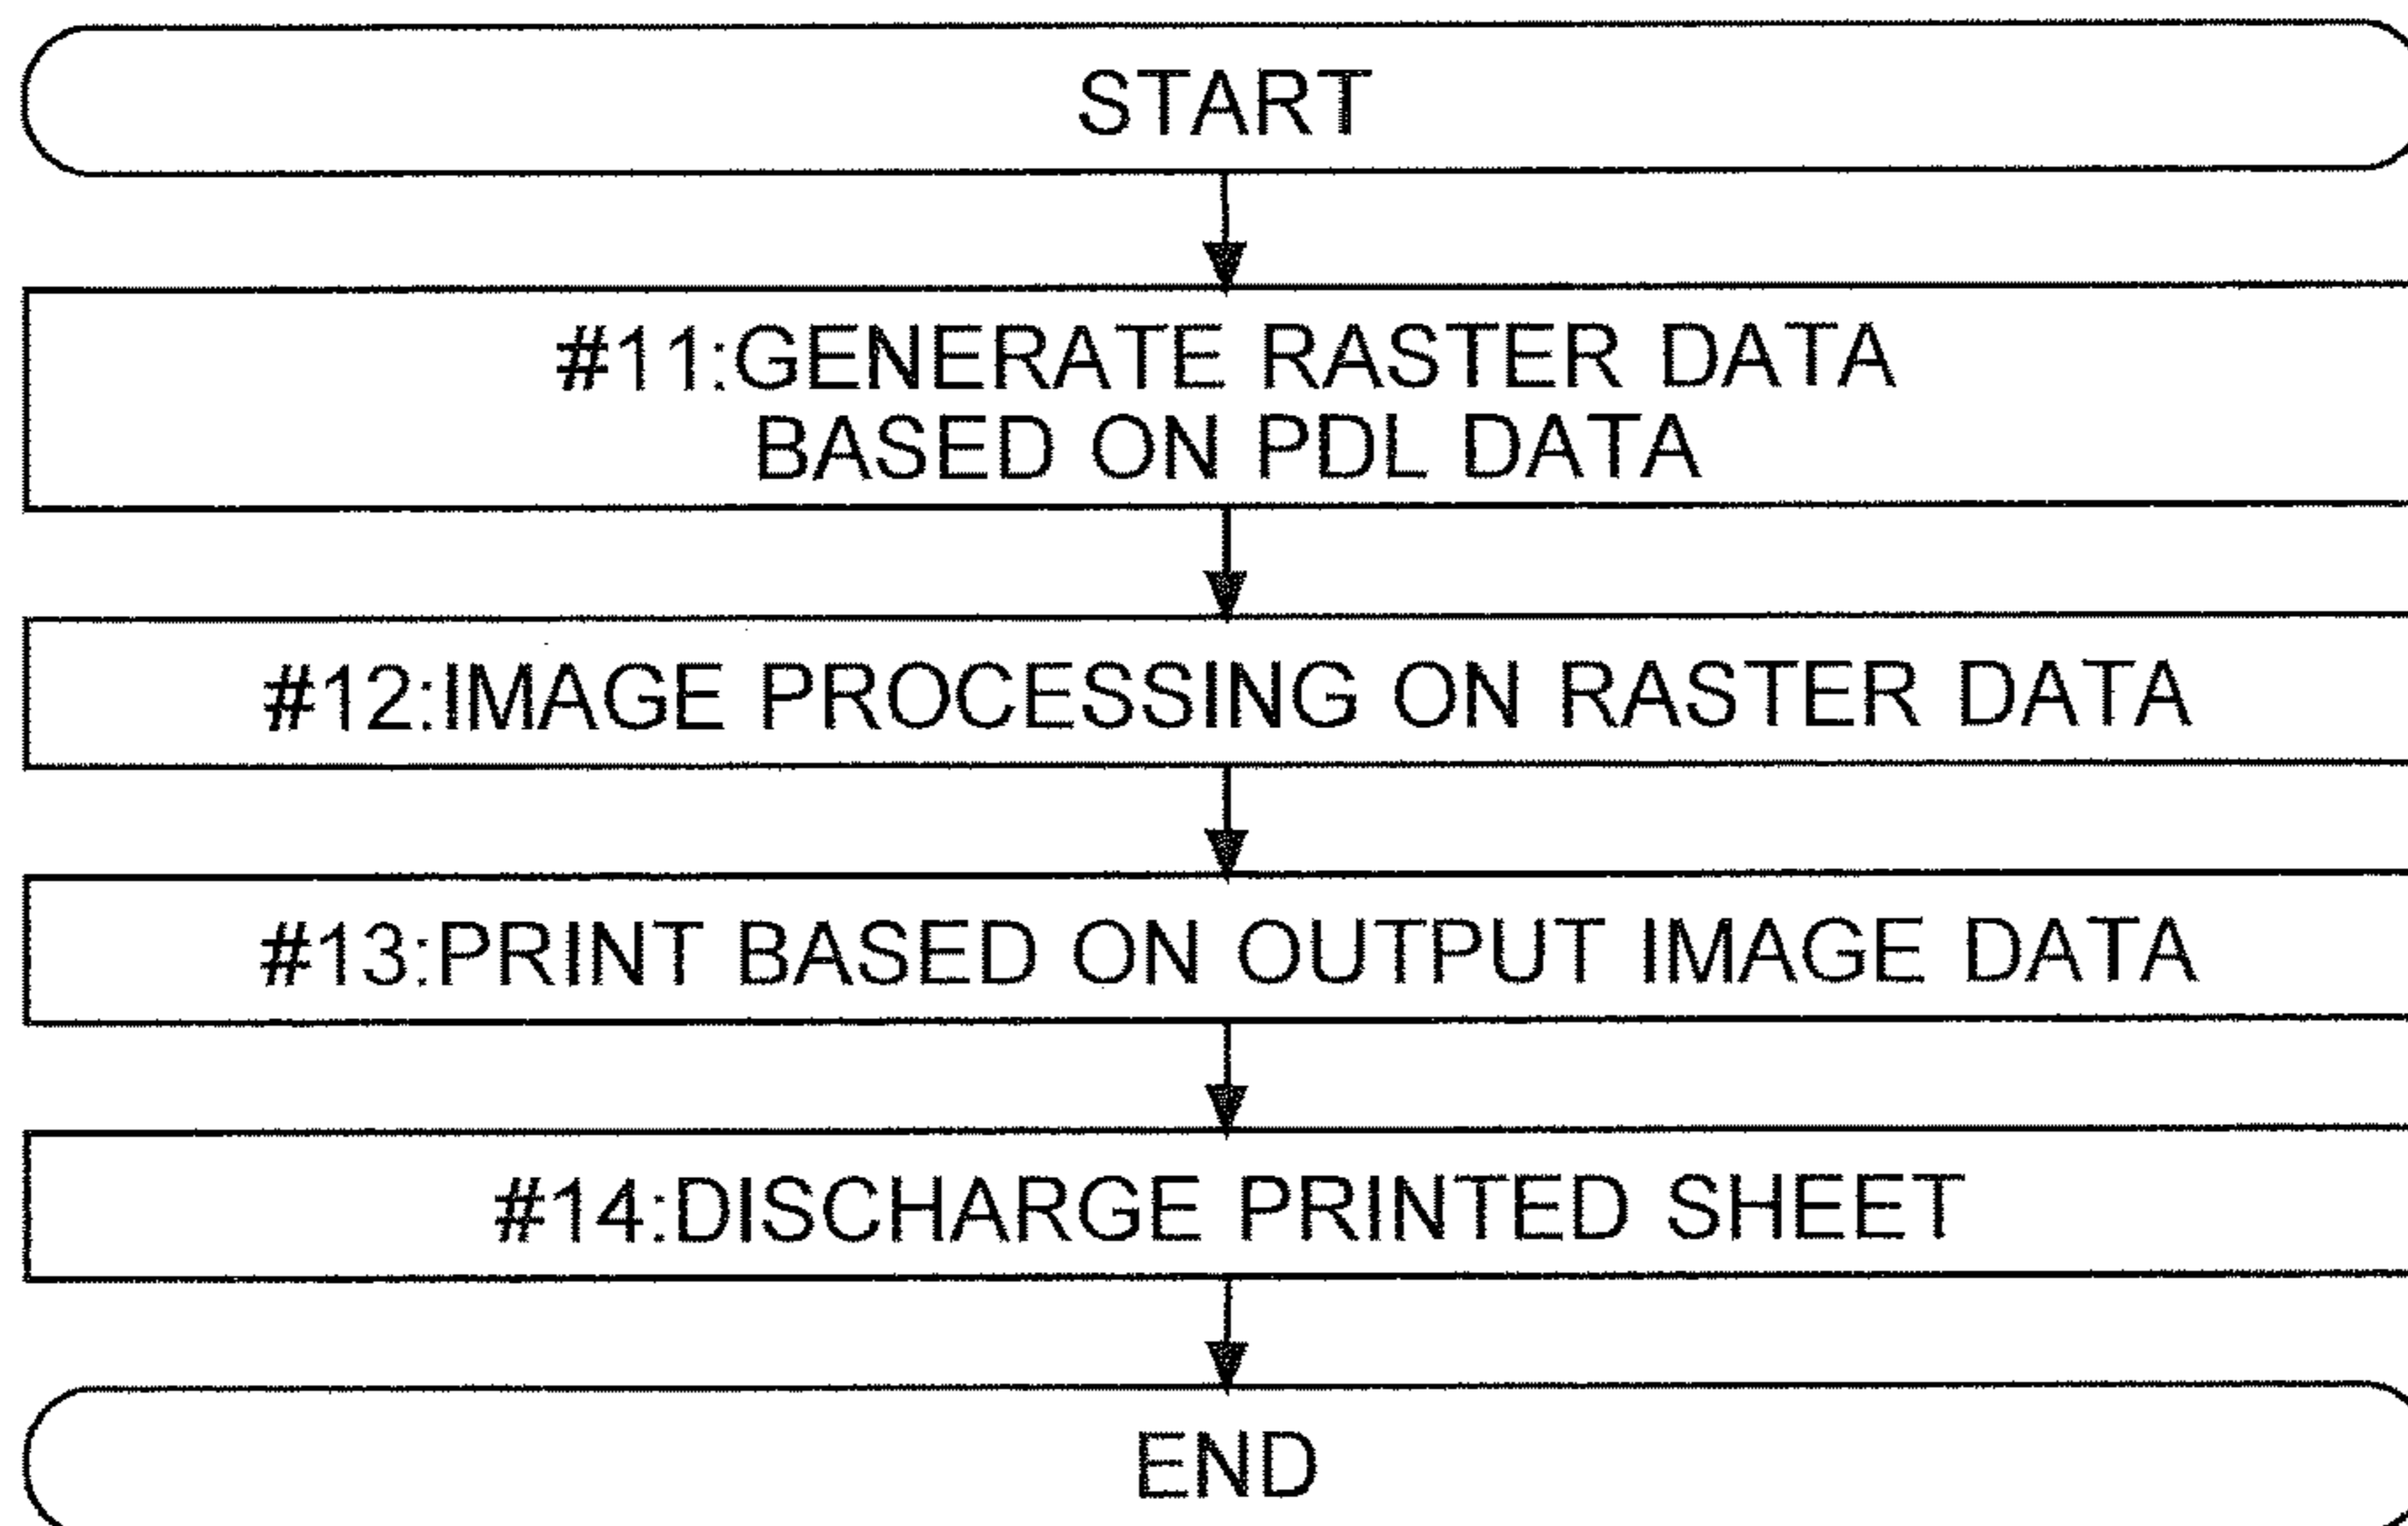 START
#11:GENERATE RASTER DATA
BASED ON PDL DATA
#12:IMAGE PROCESSING ON RASTER DATA
#13:PRINT BASED ON OUTPUT IMAGE DATA
#14:DISCHARGE PRINTED SHEET
END